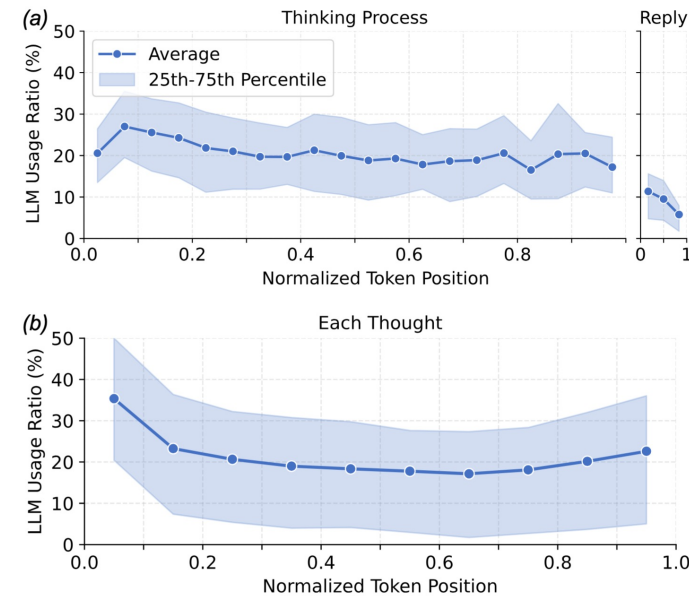 (a)
Thinking Process
Reply
LLM Usage Ratio (%)
50
40
30
20
10
0
Average
25th-75th Percentile
0.0 0.2 0.4 0.6 0.8
0 1
Normalized Token Position
(b)
Each Thought
LLM Usage Ratio (%)
50
40
30
20
10
0
0.0 0.2 0.4 0.6 0.8 1.0
Normalized Token Position